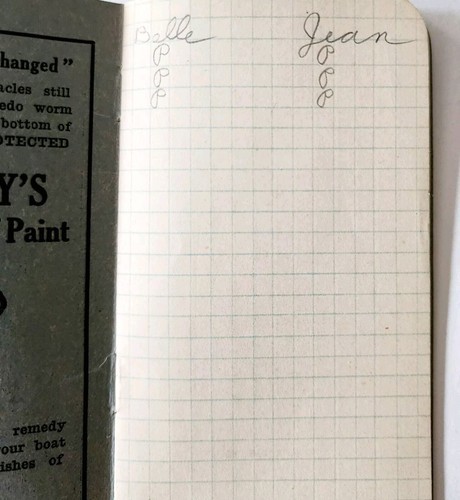 hanged"
acles still
edo worm
bottom of
OTECTED
Y'S
Paint
remedy
our boat
ishes of
Belle Jean
P P
P P
P P